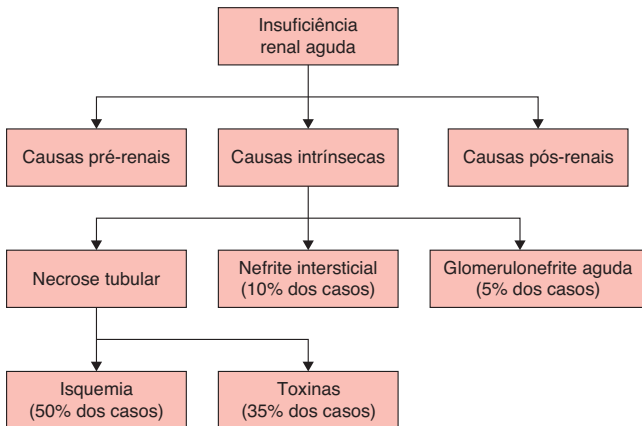 Insuficiência
renal aguda
Causas pré-renais
Causas intrínsecas
Causas pós-renais
Necrose tubular
Nefrite intersticial
(10% dos casos)
Glomerulonefrite aguda
(5% dos casos)
Isquemia
(50% dos casos)
Toxinas
(35% dos casos)